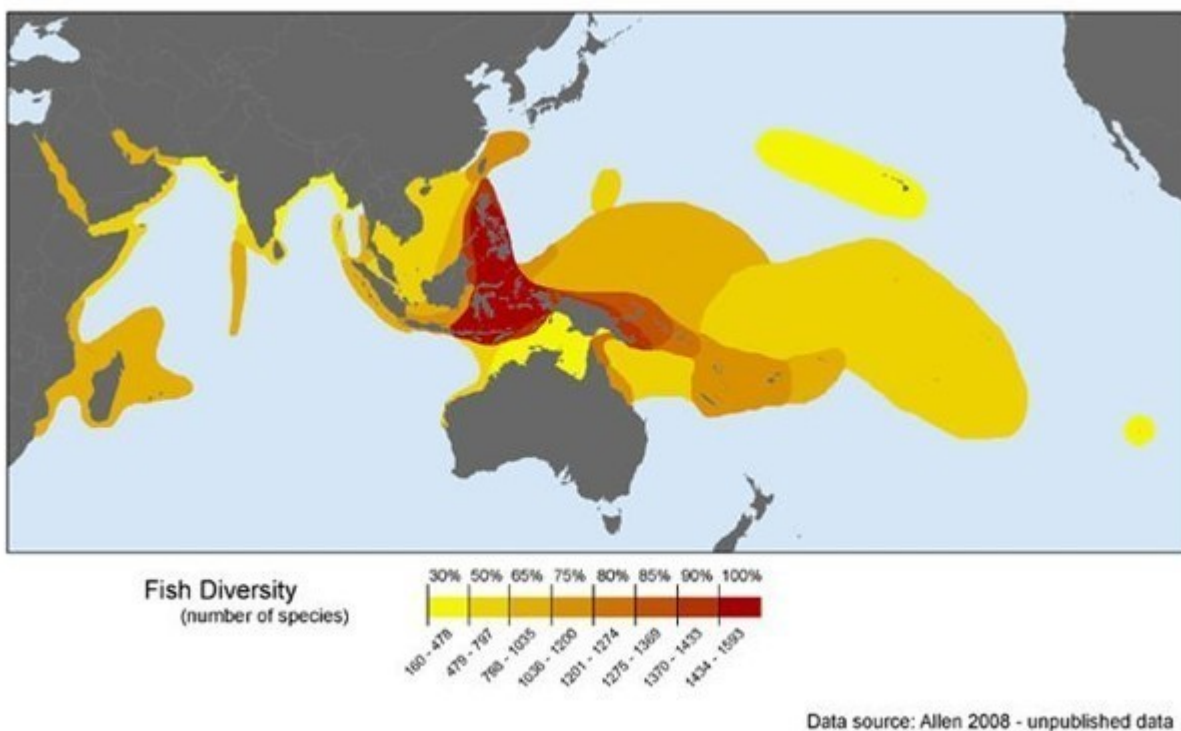 30% 50% 65% 75% 80% 85% 90% 100%
Fish Diversity
(number of species)
160 - 478
479 - 797
798 - 1035
1036 - 1200
1201 - 1274
1275 - 1369
1370 - 1433
1434 - 1593
Data source: Allen 2008 - unpublished data